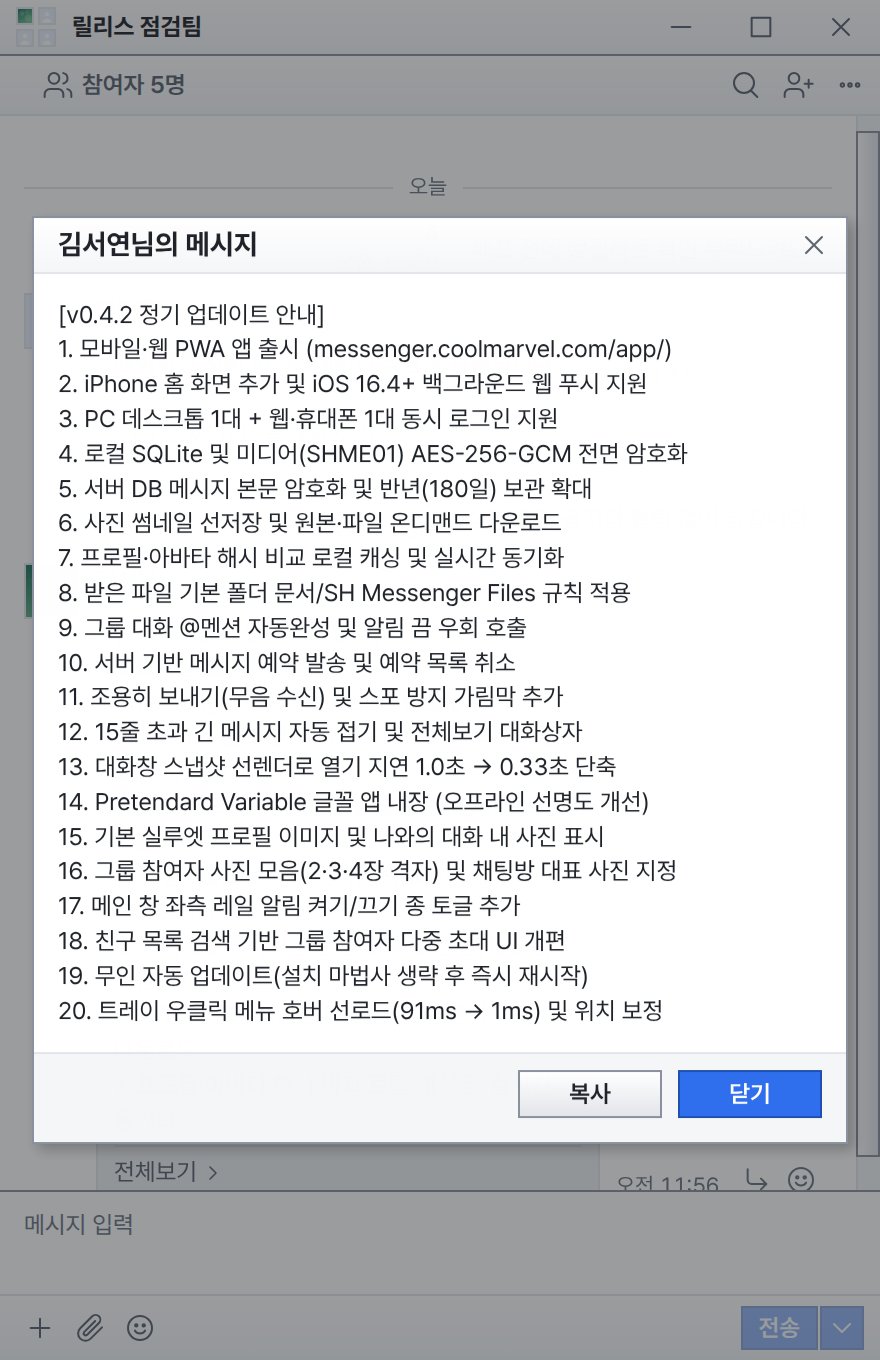 릴리스 점검팀
참여자 5명
오늘
김서연님의 메시지
[v0.4.2 정기 업데이트 안내]
1. 모바일·웹 PWA 앱 출시 (messenger.coolmarvel.com/app/)
2. iPhone 홈 화면 추가 및 iOS 16.4+ 백그라운드 웹 푸시 지원
3. PC 데스크톱 1대 + 웹·휴대폰 1대 동시 로그인 지원
4. 로컬 SQLite 및 미디어(SHME01) AES-256-GCM 전면 암호화
5. 서버 DB 메시지 본문 암호화 및 반년(180일) 보관 확대
6. 사진 썸네일 선저장 및 원본·파일 온디맨드 다운로드
7. 프로필·아바타 해시 비교 로컬 캐싱 및 실시간 동기화
8. 받은 파일 기본 폴더 문서/SH Messenger Files 규칙 적용
9. 그룹 대화 @멘션 자동완성 및 알림 끔 우회 호출
10. 서버 기반 메시지 예약 발송 및 예약 목록 취소
11. 조용히 보내기(무음 수신) 및 스포 방지 가림막 추가
12. 15줄 초과 긴 메시지 자동 접기 및 전체보기 대화상자
13. 대화창 스냅샷 선렌더로 열기 지연 1.0초 → 0.33초 단축
14. Pretendard Variable 글꼴 앱 내장 (오프라인 선명도 개선)
15. 기본 실루엣 프로필 이미지 및 나와의 대화 내 사진 표시
16. 그룹 참여자 사진 모음(2·3·4장 격자) 및 채팅방 대표 사진 지정
17. 메인 창 좌측 레일 알림 켜기/끄기 종 토글 추가
18. 친구 목록 검색 기반 그룹 참여자 다중 초대 UI 개편
19. 무인 자동 업데이트(설치 마법사 생략 후 즉시 재시작)
20. 트레이 우클릭 메뉴 호버 선로드(91ms → 1ms) 및 위치 보정
복사
닫기
전체보기 >
오전 11:56
메시지 입력
전송